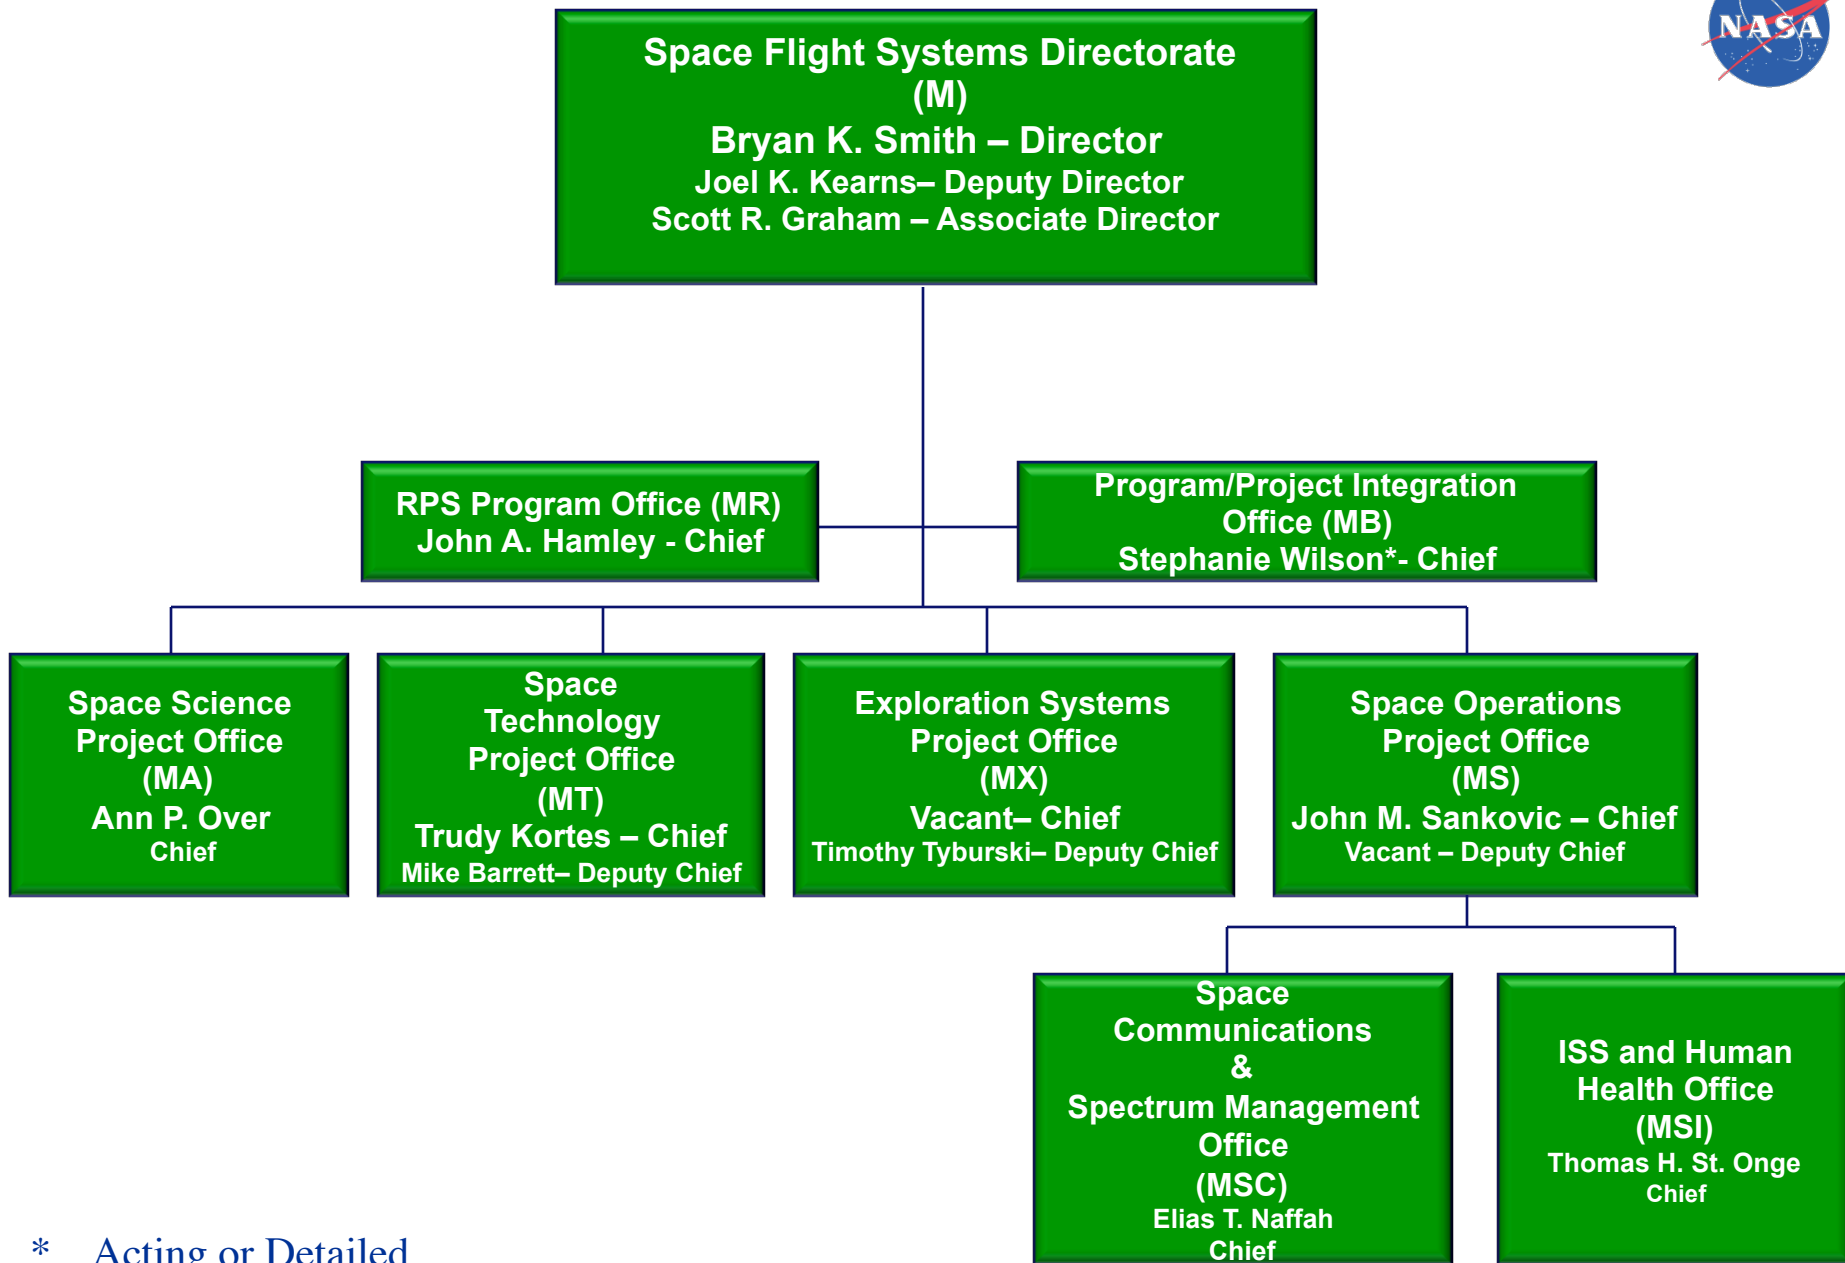 NASA
Space Flight Systems Directorate
(M)
Bryan K. Smith – Director
Joel K. Kearns– Deputy Director
Scott R. Graham – Associate Director
RPS Program Office (MR)
John A. Hamley - Chief
Program/Project Integration
Office (MB)
Stephanie Wilson*- Chief
Space Science
Project Office
(MA)
Ann P. Over
Chief
Space
Technology
Project Office
(MT)
Trudy Kortes – Chief
Mike Barrett– Deputy Chief
Exploration Systems
Project Office
(MX)
Vacant– Chief
Timothy Tyburski– Deputy Chief
Space Operations
Project Office
(MS)
John M. Sankovic – Chief
Vacant – Deputy Chief
Space
Communications
&
Spectrum Management
Office
(MSC)
Elias T. Naffah
Chief
ISS and Human
Health Office
(MSI)
Thomas H. St. Onge
Chief
* Acting or Detailed